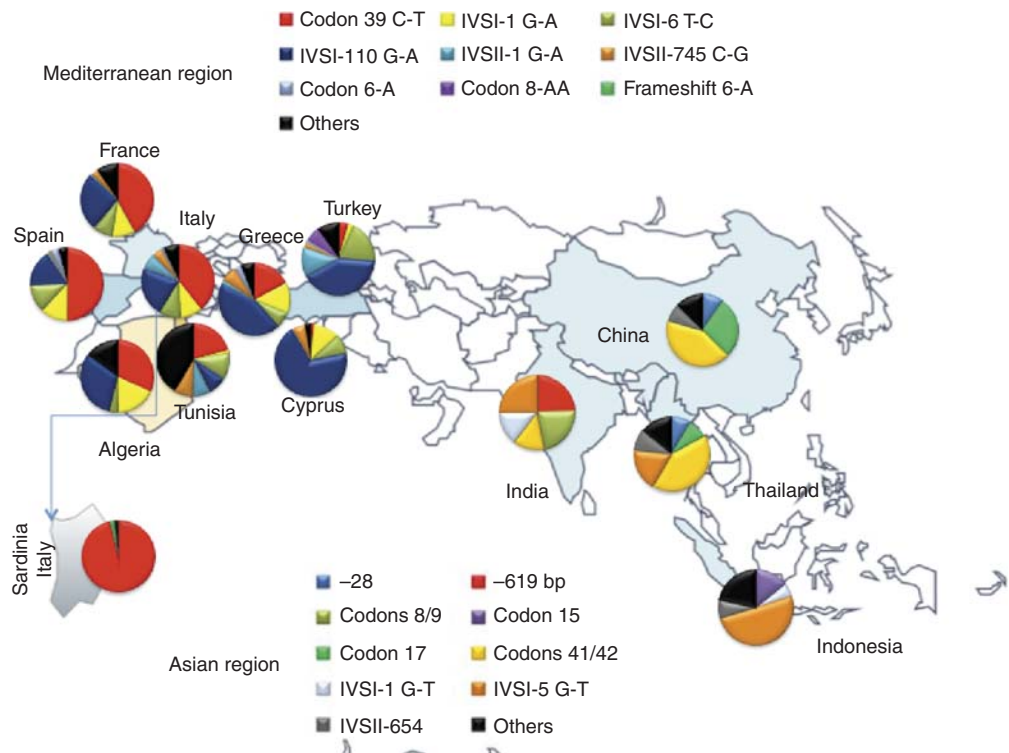 Codon 39 C-T IVSI-1 G-A IVSI-6 T-C
IVSI-110 G-A IVSII-1 G-A IVSII-745 C-G
Mediterranean region
Codon 6-A Codon 8-AA Frameshift 6-A
Others
France
Italy
Turkey
Spain
Greece
China
Tunisia
Cyprus
Algeria
India
Thailand
Sardinia
Italy
–28 –619 bp
Codons 8/9 Codon 15
Indonesia
Codon 17 Codons 41/42
Asian region
IVSI-1 G-T IVSI-5 G-T
IVSII-654 Others